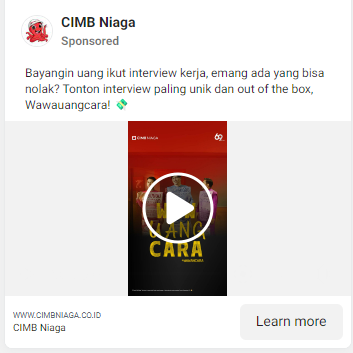 CIMB Niaga
Sponsored
Bayangin uang ikut interview kerja, emang ada yang bisa
nolak? Tonton interview paling unik dan out of the box,
Wawauangcara! 💸
CIMB NIAGA
WAW
UANG
CARA
WWW.CIMBNIAGA.CO.ID
CIMB Niaga
Learn more